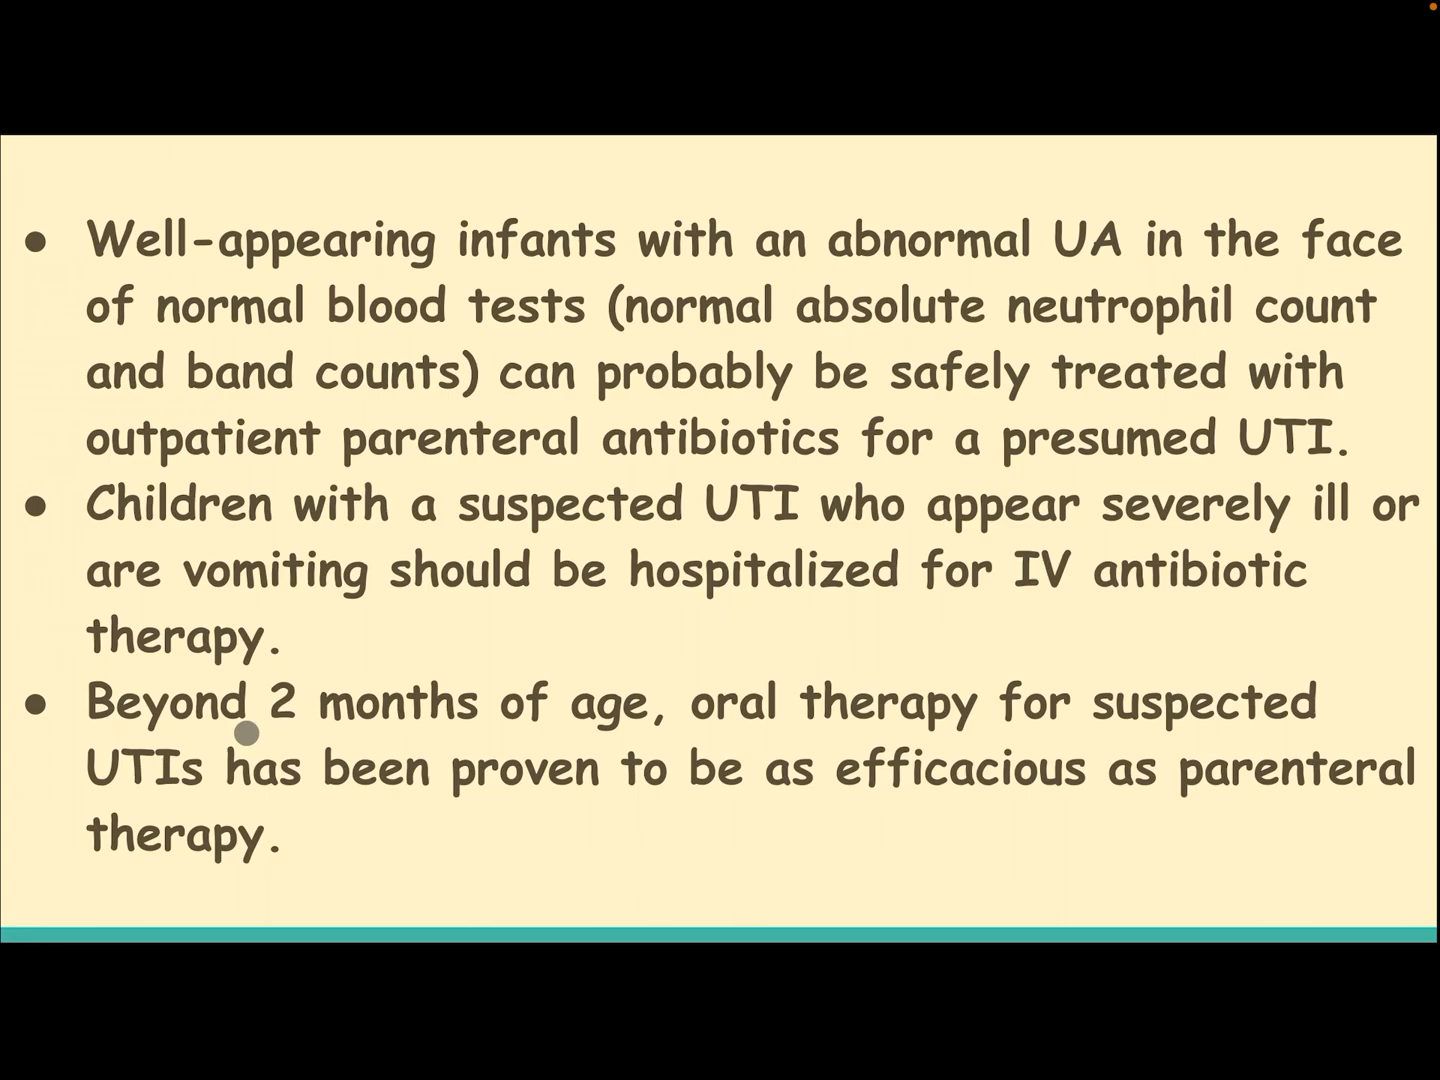 ● Well-appearing infants with an abnormal UA in the face
of normal blood tests (normal absolute neutrophil count
and band counts) can probably be safely treated with
outpatient parenteral antibiotics for a presumed UTI.
● Children with a suspected UTI who appear severely ill or
are vomiting should be hospitalized for IV antibiotic
therapy.
● Beyond 2 months of age, oral therapy for suspected
UTIs has been proven to be as efficacious as parenteral
therapy.